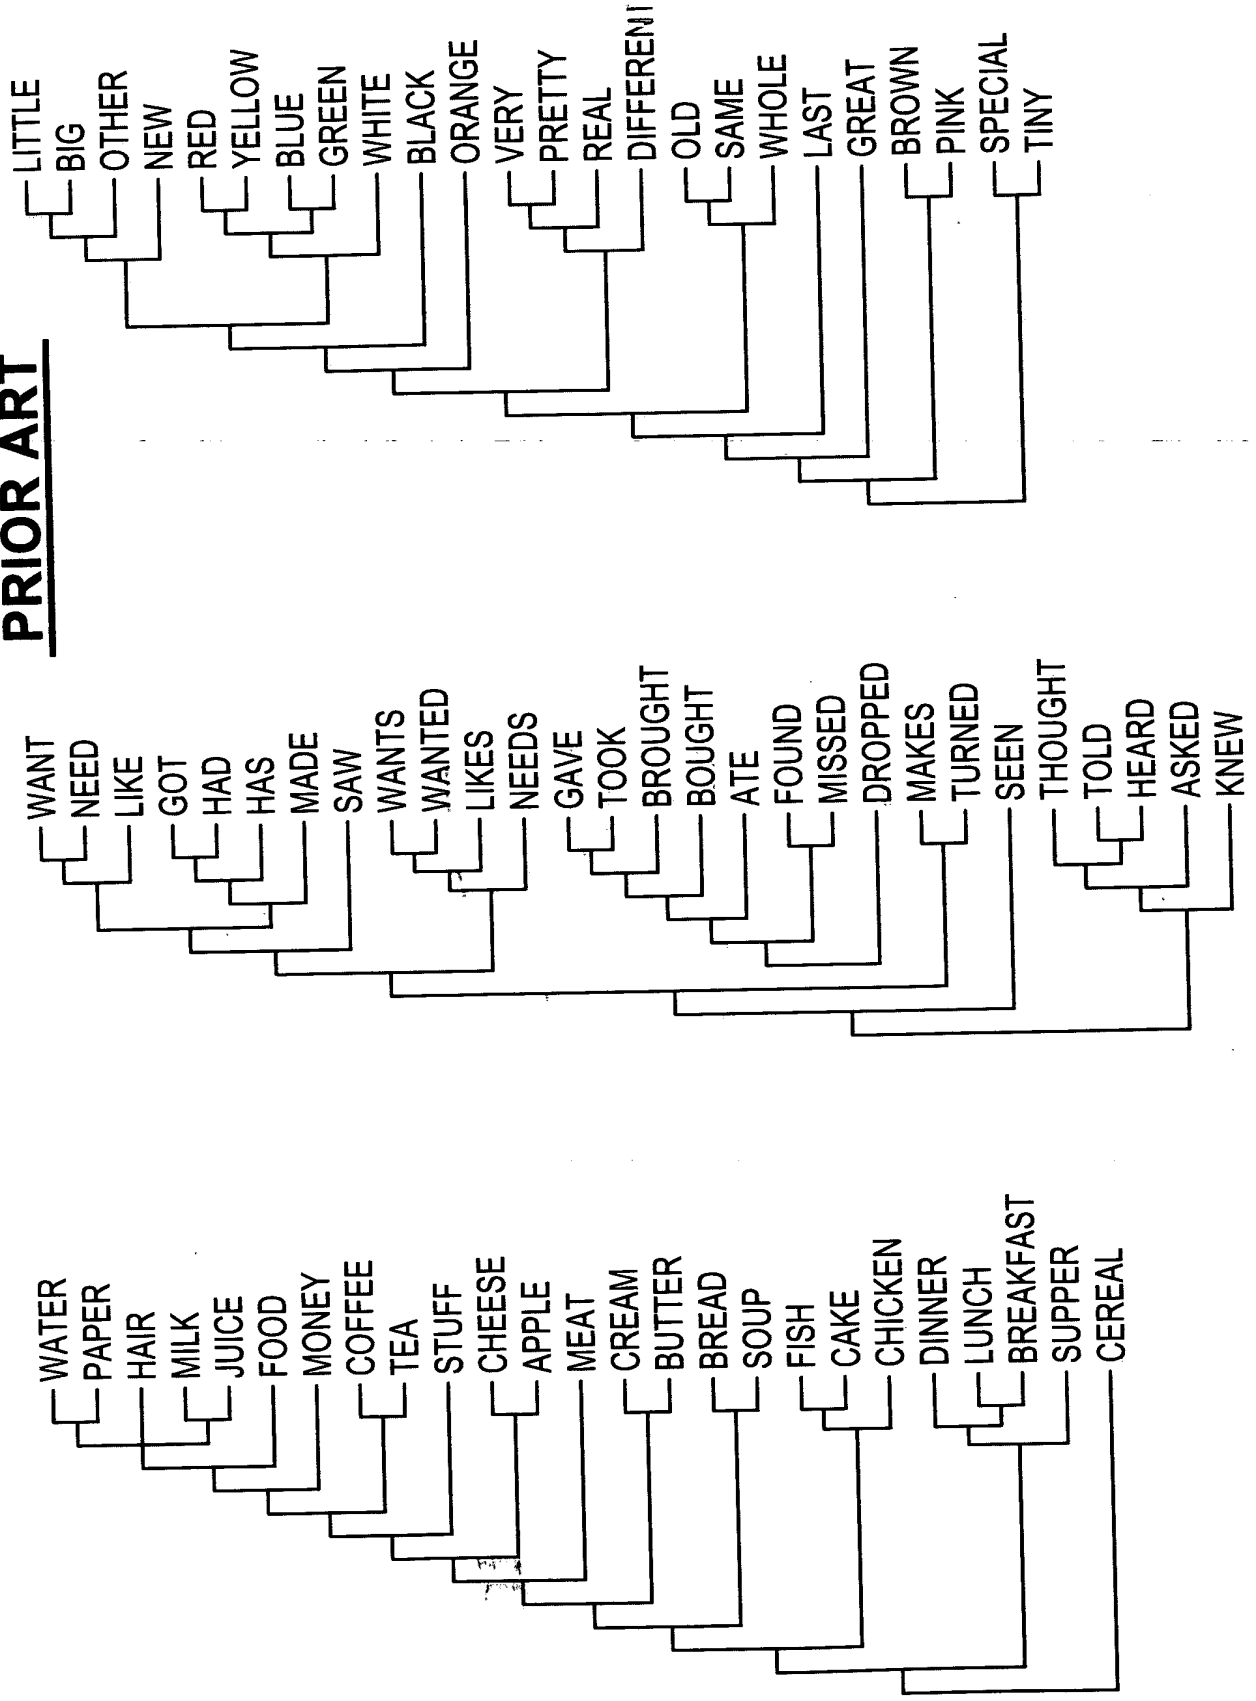 PRIOR ART
WATER
PAPER
HAIR
MILK
JUICE
FOOD
MONEY
COFFEE
TEA
STUFF
CHEESE
APPLE
MEAT
CREAM
BUTTER
BREAD
SOUP
FISH
CAKE
CHICKEN
DINNER
LUNCH
BREAKFAST
SUPPER
CEREAL
WANT
NEED
LIKE
GOT
HAD
HAS
MADE
SAW
WANTS
WANTED
LIKES
NEEDS
GAVE
TOOK
BROUGHT
BOUGHT
ATE
FOUND
MISSED
DROPPED
MAKES
TURNED
SEEN
THOUGHT
TOLD
HEARD
ASKED
KNEW
LITTLE
BIG
OTHER
NEW
RED
YELLOW
BLUE
GREEN
WHITE
BLACK
ORANGE
VERY
PRETTY
REAL
DIFFERENT
OLD
SAME
WHOLE
LAST
GREAT
BROWN
PINK
SPECIAL
TINY